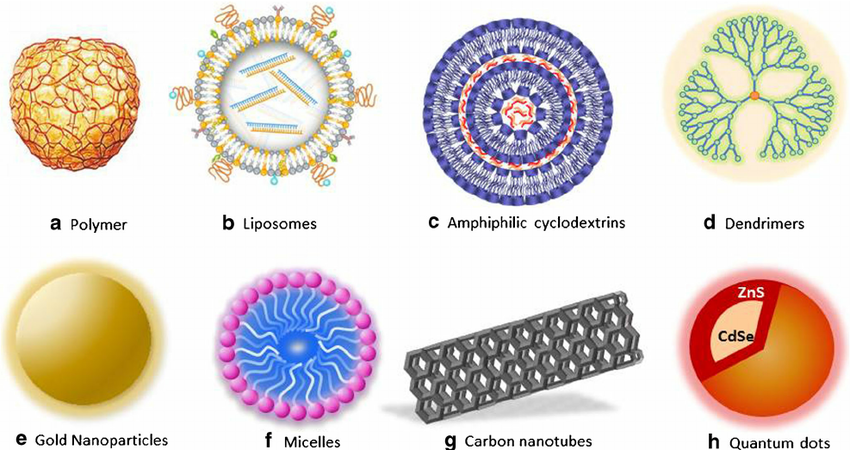 a Polymer
b Liposomes
c Amphiphilic cyclodextrins
d Dendrimers
ZnS
CdSe
e Gold Nanoparticles
f Micelles
g Carbon nanotubes
h Quantum dots